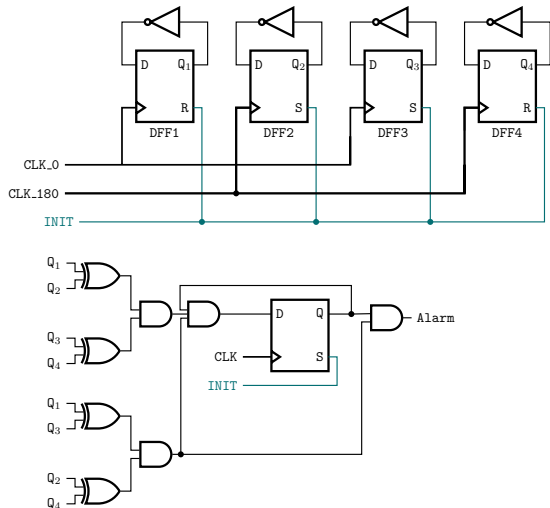 D Q₁ D Q₂ D Q₃ D Q₄
R S S R
DFF1 DFF2 DFF3 DFF4
CLK_0
CLK_180
INIT
Q₁
Q₂
D Q
Alarm
Q₃
Q₄
CLK
S
INIT
Q₁
Q₃
Q₂
Q₄